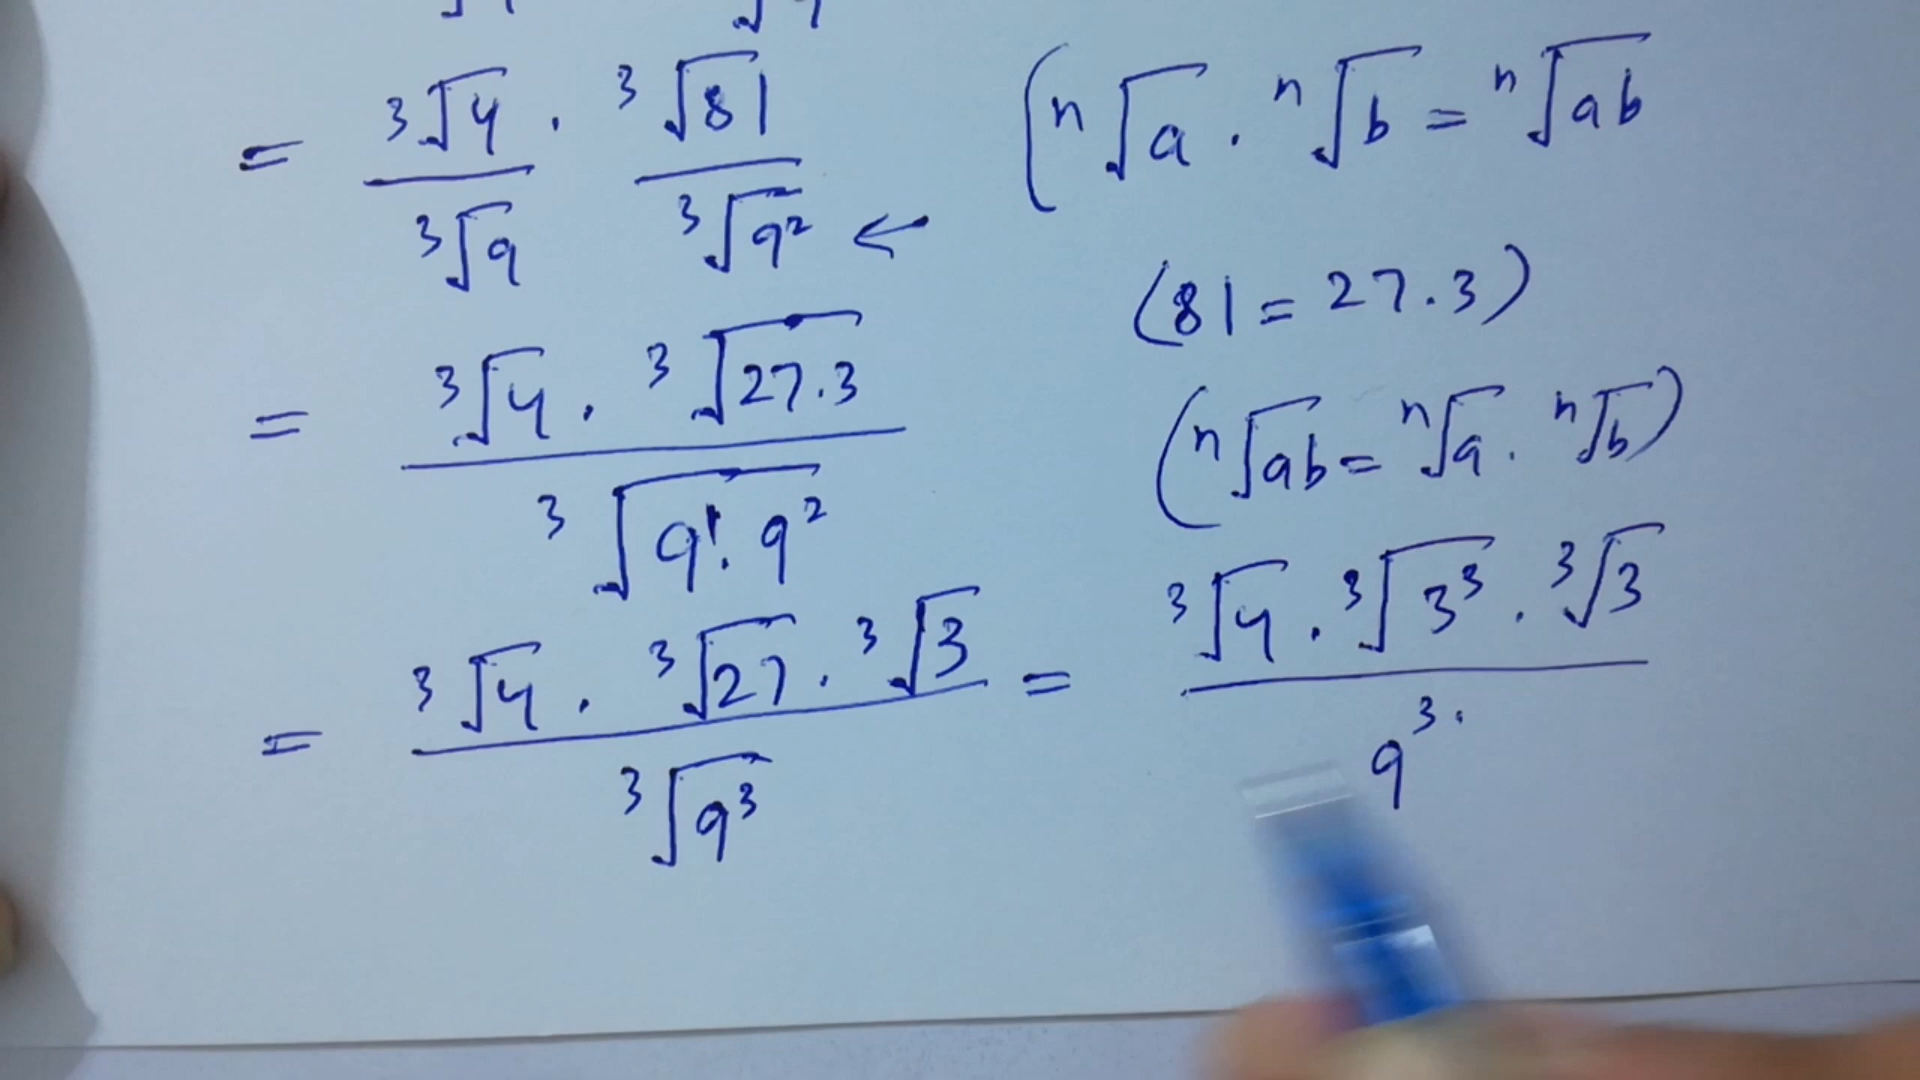 = ³√4 / ³√9 · ³√81 / ³√9² ← (ⁿ√a · ⁿ√b = ⁿ√ab
(81 = 27.3)
= ³√4 · ³√27.3 / ³√9¹.9²
(ⁿ√ab = ⁿ√a . ⁿ√b)
= ³√4 · ³√27 · ³√3 / ³√9³ = ³√4 · ³√3³ · ³√3 / 9³·